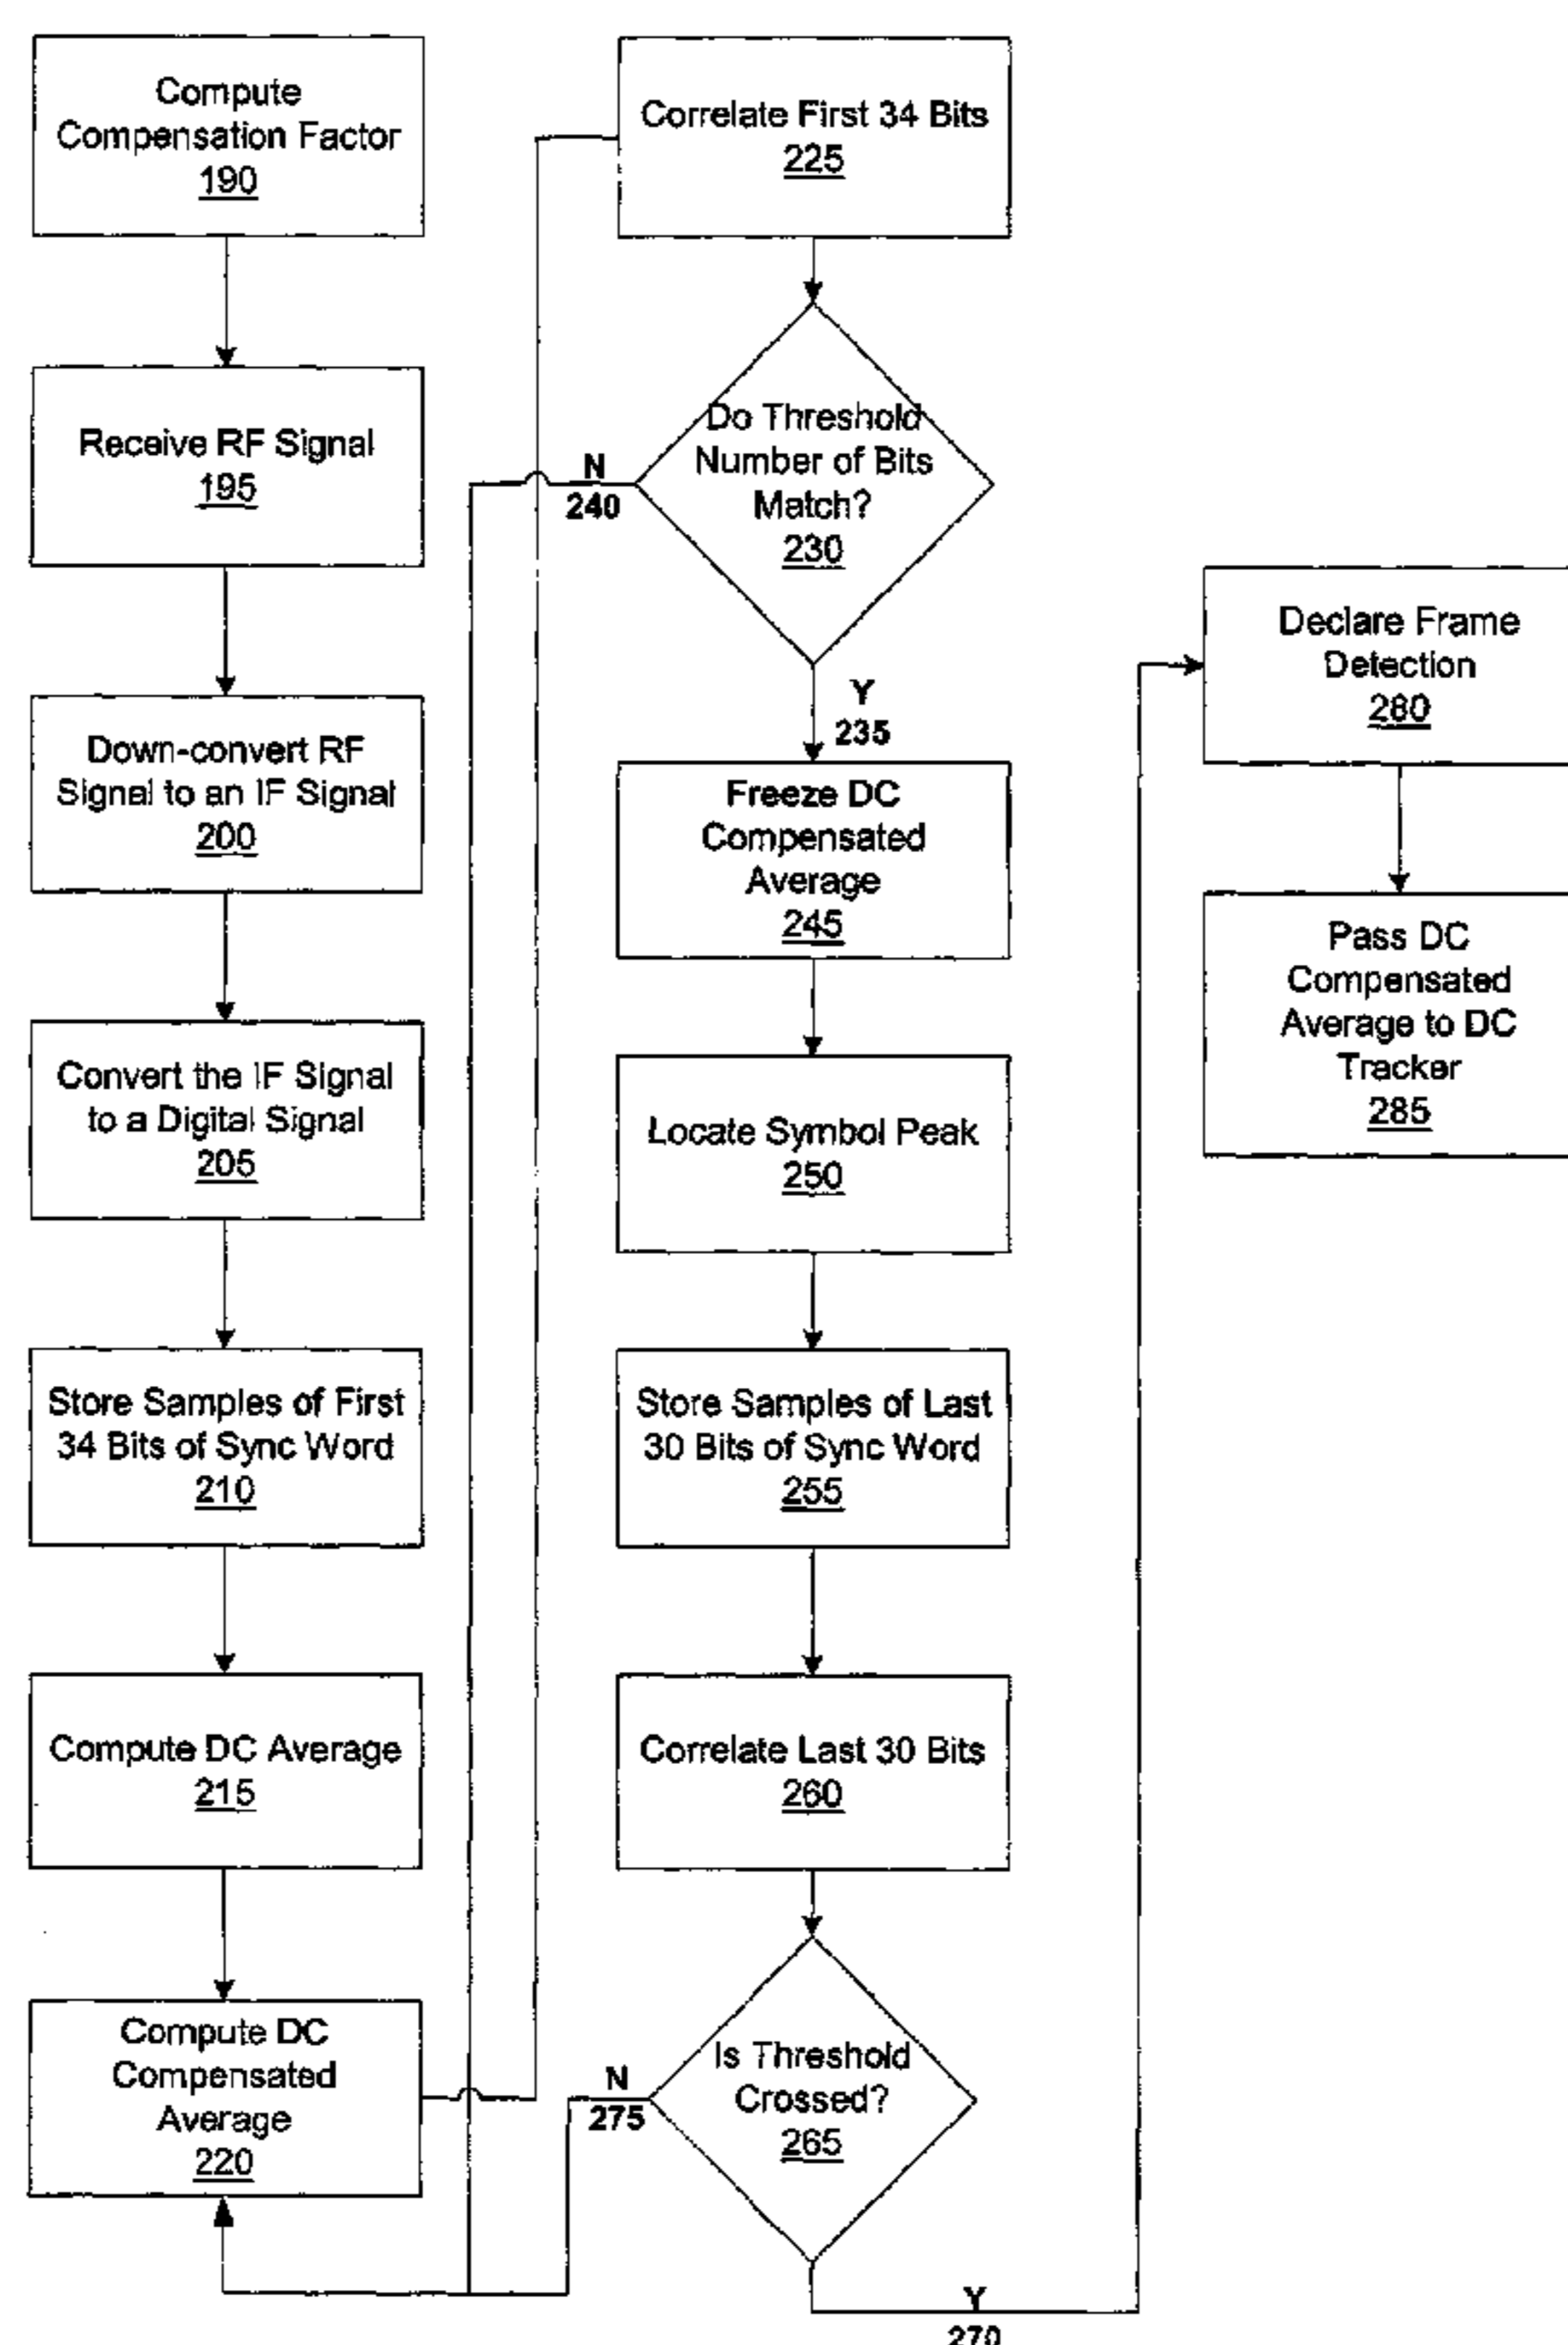 Compute
Compensation Factor
190
Receive RF Signal
195
Down-convert RF
Signal to an IF Signal
200
Convert the IF Signal
to a Digital Signal
205
Store Samples of First
34 Bits of Sync Word
210
Compute DC Average
215
Compute DC
Compensated
Average
220
Correlate First 34 Bits
225
Do Threshold
Number of Bits
Match?
230
N
240
Y
235
Freeze DC
Compensated
Average
245
Locate Symbol Peak
250
Store Samples of Last
30 Bits of Sync Word
255
Correlate Last 30 Bits
260
Is Threshold
Crossed?
265
N
275
Y
270
Declare Frame
Detection
280
Pass DC
Compensated
Average to DC
Tracker
285